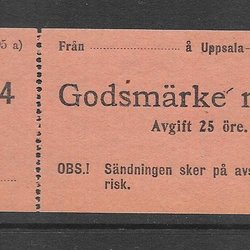 5 a)
Från ........................ å Uppsala-
4
Godsmärke
Avgift 25 öre.
OBS.! Sändningen sker på avs
risk.